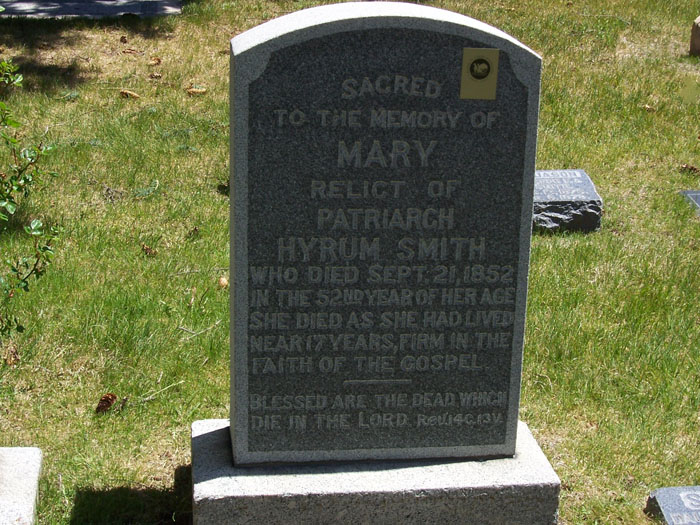 SACRED
TO THE MEMORY OF
MARY
RELICT OF
PATRIARCH
HYRUM SMITH
WHO DIED SEPT. 21, 1852
IN THE 52ND YEAR OF HER AGE
SHE DIED AS SHE HAD LIVED
NEAR 17 YEARS, FIRM IN THE
FAITH OF THE GOSPEL.
BLESSED ARE THE DEAD WHICH
DIE IN THE LORD. Rev. 14 C. 13 V.